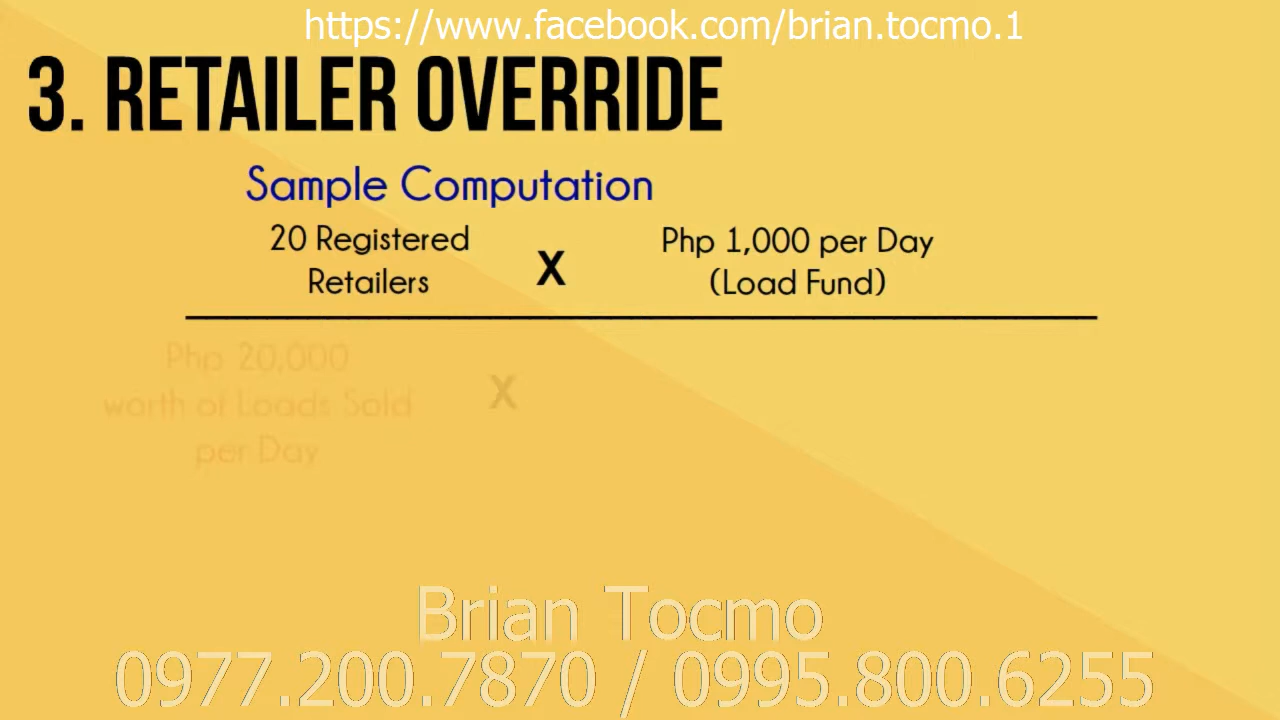 https://www.facebook.com/brian.tocmo.1
3. RETAILER OVERRIDE
Sample Computation
20 Registered
Retailers
X
Php 1,000 per Day
(Load Fund)
Php 20,000
worth of Loads Sold
per Day
X
Brian Tocmo
0977.200.7870 / 0995.800.6255